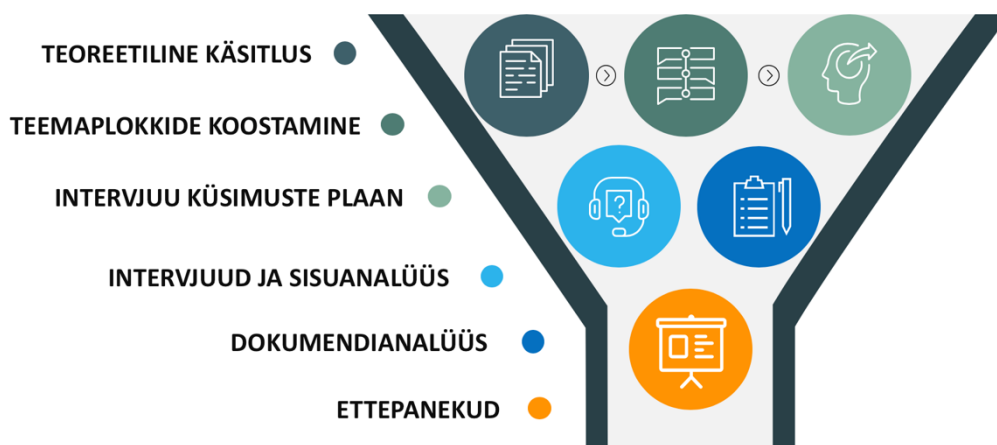 TEOREETILINE KÄSITLUS
TEEMAPLOKKIDE KOOSTAMINE
INTERVJUU KÜSIMUSTE PLAAN
INTERVJUUD JA SISUANALÜÜS
?
DOKUMENDIANALÜÜS
ETTEPANEKUD